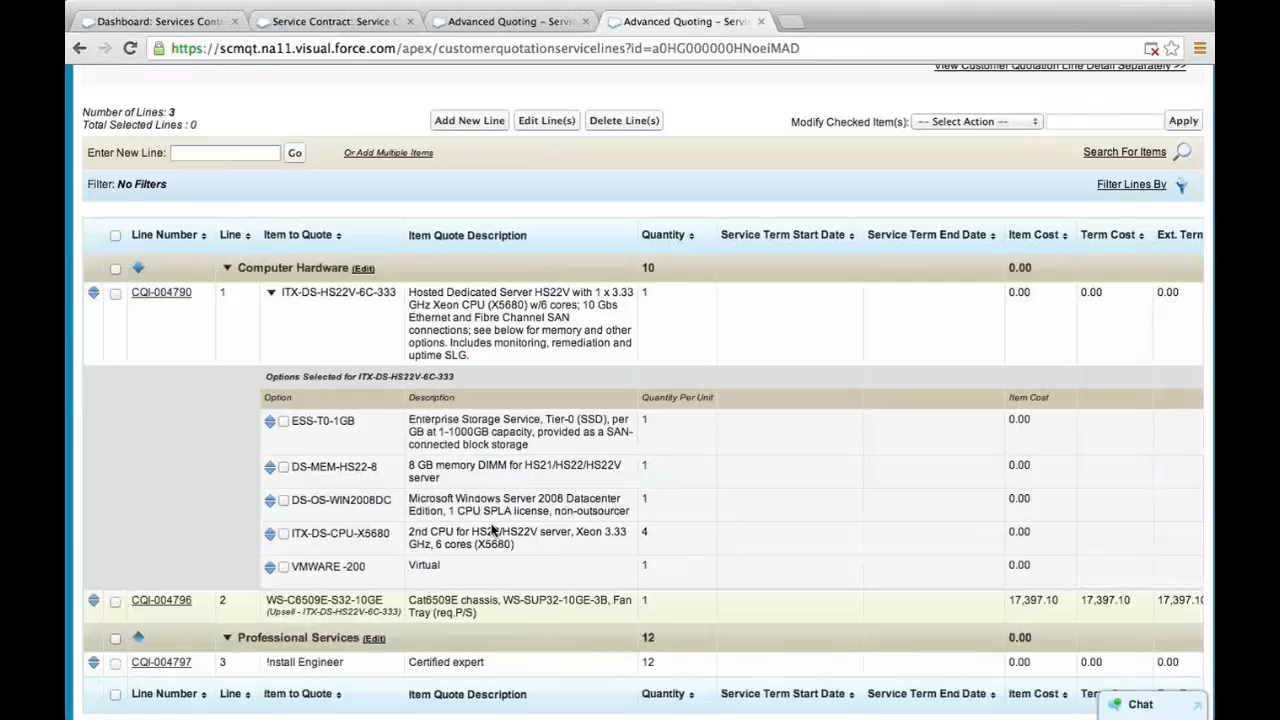 Dashboard: Services Cont
Service Contract: Service C
Advanced Quoting – Servi
Advanced Quoting – Servi
https://scmqt.na11.visual.force.com/apex/customerquotationservicelines?id=a0HG000000HNoeiMAD
View Customer Quotation Line Detail Separately >>
Number of Lines: 3
Total Selected Lines : 0
Add New Line Edit Line(s) Delete Line(s) Modify Checked Item(s): -- Select Action -- Apply
Enter New Line: Go Or Add Multiple Items Search For Items
Filter: No Filters Filter Lines By
Line Number Line Item to Quote Item Quote Description Quantity Service Term Start Date Service Term End Date Item Cost Term Cost Ext. Term
Computer Hardware (Edit) 10 0.00
CQI-004790 1 ITX-DS-HS22V-6C-333 Hosted Dedicated Server HS22V with 1 x 3.33 1 0.00 0.00 0.00
GHz Xeon CPU (X5680) w/6 cores; 10 Gbs
Ethernet and Fibre Channel SAN
connections; see below for memory and other
options. Includes monitoring, remediation and
uptime SLG.
Options Selected for ITX-DS-HS22V-6C-333
Option Description Quantity Per Unit Item Cost
ESS-T0-1GB Enterprise Storage Service, Tier-0 (SSD), per 1 0.00
GB at 1-1000GB capacity, provided as a SAN-
connected block storage
DS-MEM-HS22-8 8 GB memory DIMM for HS21/HS22/HS22V 1 0.00
server
DS-OS-WIN2008DC Microsoft Windows Server 2008 Datacenter 1 0.00
Edition, 1 CPU SPLA license, non-outsourcer
ITX-DS-CPU-X5680 2nd CPU for HS22/HS22V server, Xeon 3.33 4 0.00
GHz, 6 cores (X5680)
VMWARE -200 Virtual 1 0.00
CQI-004796 2 WS-C6509E-S32-10GE Cat6509E chassis, WS-SUP32-10GE-3B, Fan 1 17,397.10 17,397.10 17,397.10
(Upsell - ITX-DS-HS22V-6C-333) Tray (req.P/S)
Professional Services (Edit) 12 0.00
CQI-004797 3 Install Engineer Certified expert 12 0.00 0.00 0.00
Line Number Line Item to Quote Item Quote Description Quantity Service Term Start Date Service Term End Date Item Cost
Chat